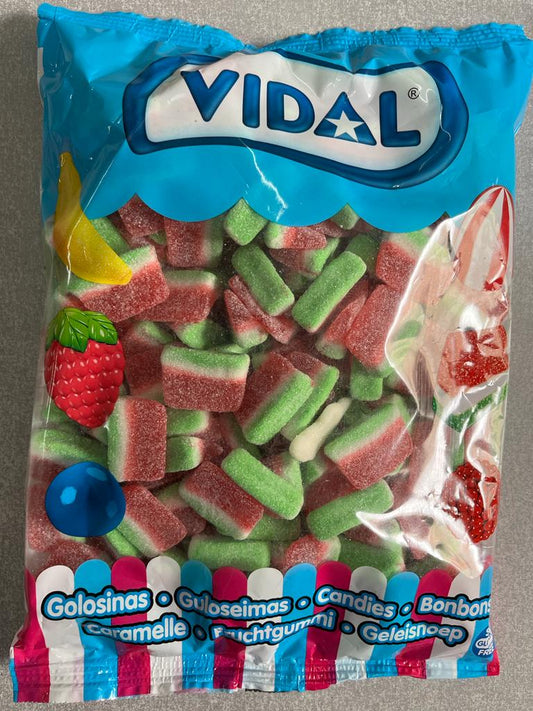 VIDAL®
Golosinas • Guloseimas • Candies • Bonbons
Caramelle • Fruchtgummi • Geleisnoep